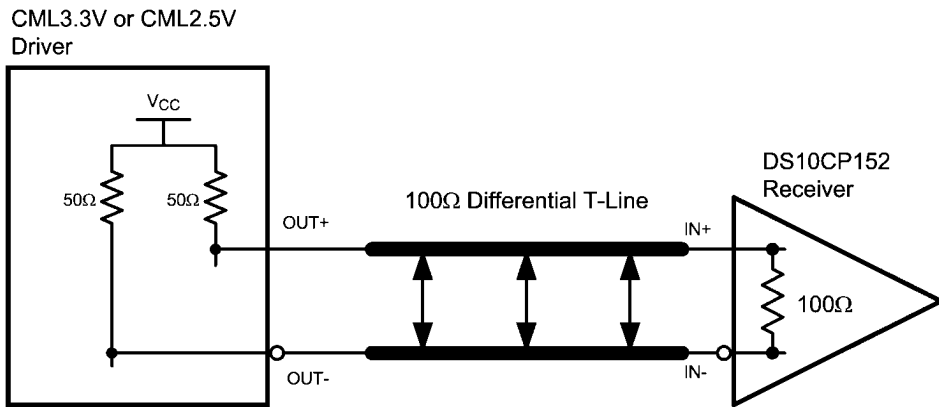 CML3.3V or CML2.5V
Driver
VCC
50Ω
50Ω
OUT+
OUT-
100Ω Differential T-Line
IN+
IN-
DS10CP152
Receiver
100Ω